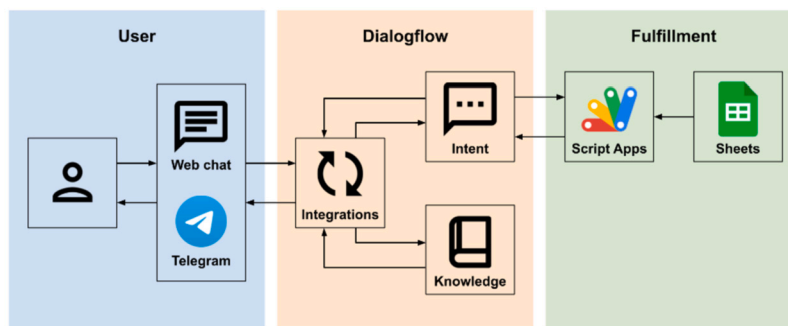 User
Dialogflow
Fulfillment
Web chat
Telegram
Integrations
Intent
Knowledge
Script Apps
Sheets